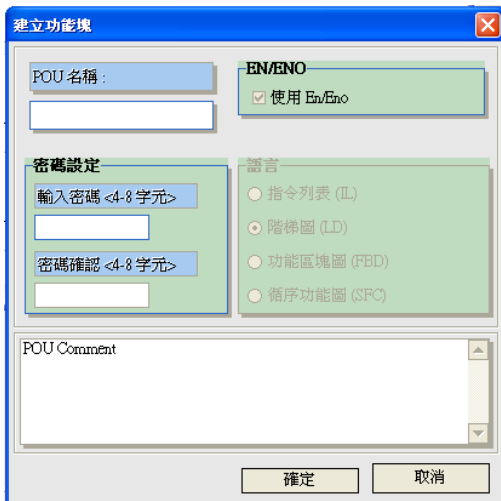 建立功能塊
POU 名稱 :
EN/ENO
使用 En/Eno
密碼設定
輸入密碼 <4-8 字元>
密碼確認 <4-8 字元>
語言
指令列表 (IL)
階梯圖 (LD)
功能區塊圖 (FBD)
循序功能圖 (SFC)
POU Comment
確定
取消